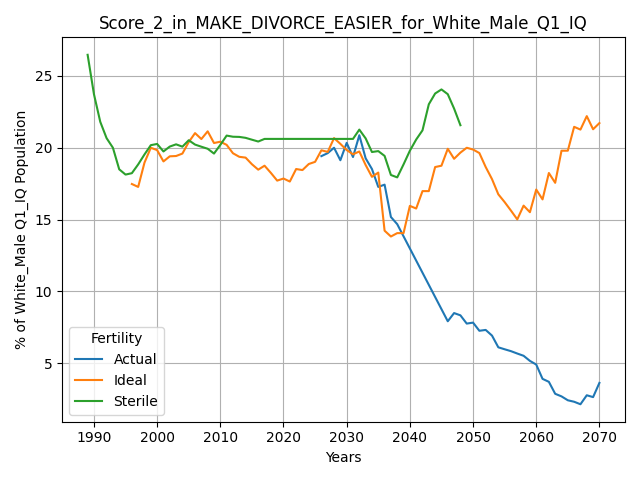 Score_2_in_MAKE_DIVORCE_EASIER_for_White_Male_Q1_IQ
% of White_Male Q1_IQ Population
25
20
15
10
5
Fertility
Actual
Ideal
Sterile
1990 2000 2010 2020 2030 2040 2050 2060 2070
Years